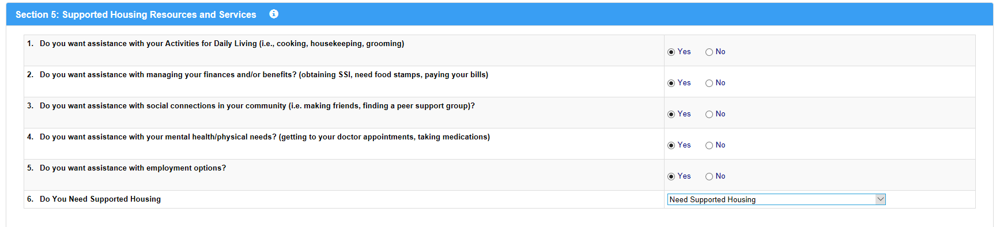 Section 5: Supported Housing Resources and Services
1. Do you want assistance with your Activities for Daily Living (i.e., cooking, housekeeping, grooming)
Yes No
2. Do you want assistance with managing your finances and/or benefits? (obtaining SSI, need food stamps, paying your bills)
Yes No
3. Do you want assistance with social connections in your community (i.e. making friends, finding a peer support group)?
Yes No
4. Do you want assistance with your mental health/physical needs? (getting to your doctor appointments, taking medications)
Yes No
5. Do you want assistance with employment options?
Yes No
6. Do You Need Supported Housing
Need Supported Housing